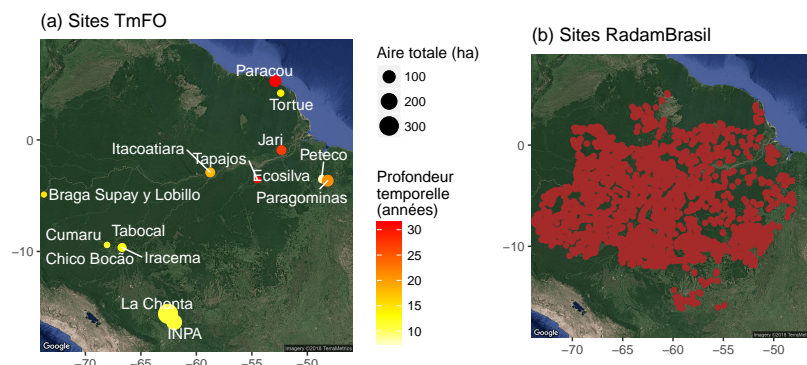 (a) Sites TmFO
Paracou
Tortue
Jari
Itacoatiara
Tapajos
Ecosilva
Peteco
Paragominas
Braga Supay y Lobillo
Cumaru
Tabocal
Chico Bocão
Iracema
La Chonta
INPA
0
−10
−70
−65
−60
−55
−50
Google
Imagery ©2018 TerraMetrics
Aire totale (ha)
100
200
300
Profondeur
temporelle
(années)
30
25
20
15
10
(b) Sites RadamBrasil
0
−10
−70
−65
−60
−55
−50
Google
Imagery ©2018 TerraMetrics